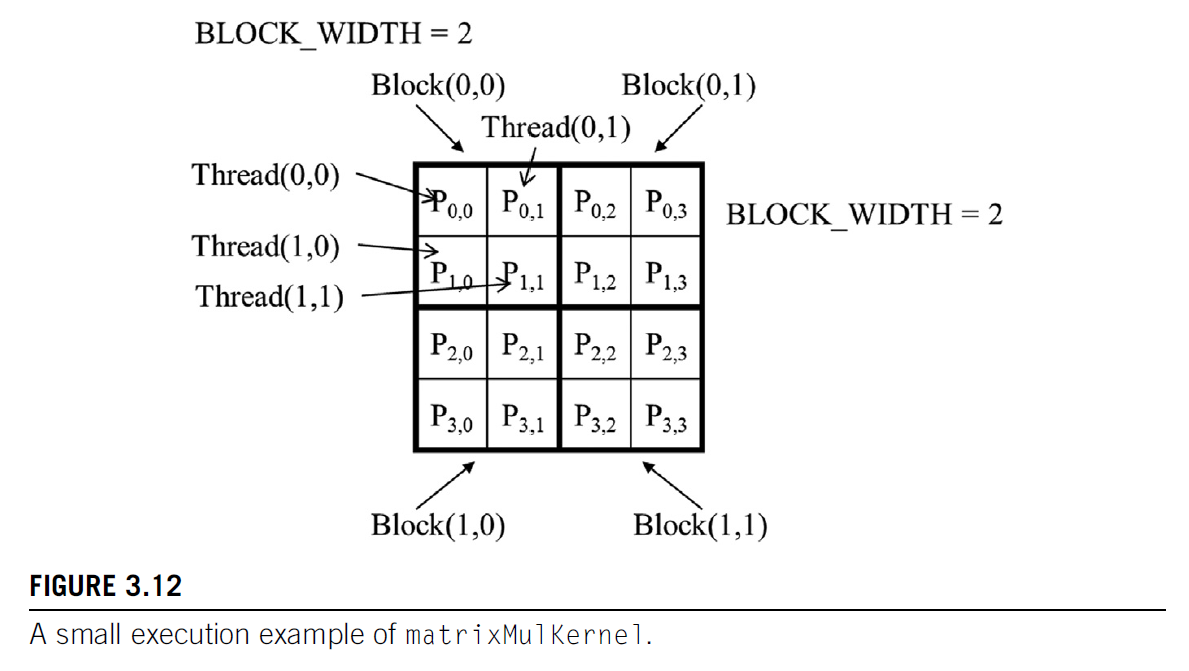 BLOCK_WIDTH = 2
Block(0,0) Block(0,1)
Thread(0,1)
Thread(0,0)
P0,0 P0,1 P0,2 P0,3
BLOCK_WIDTH = 2
Thread(1,0)
P1,0 P1,1 P1,2 P1,3
Thread(1,1)
P2,0 P2,1 P2,2 P2,3
P3,0 P3,1 P3,2 P3,3
Block(1,0) Block(1,1)
FIGURE 3.12
A small execution example of matrixMulKernel.